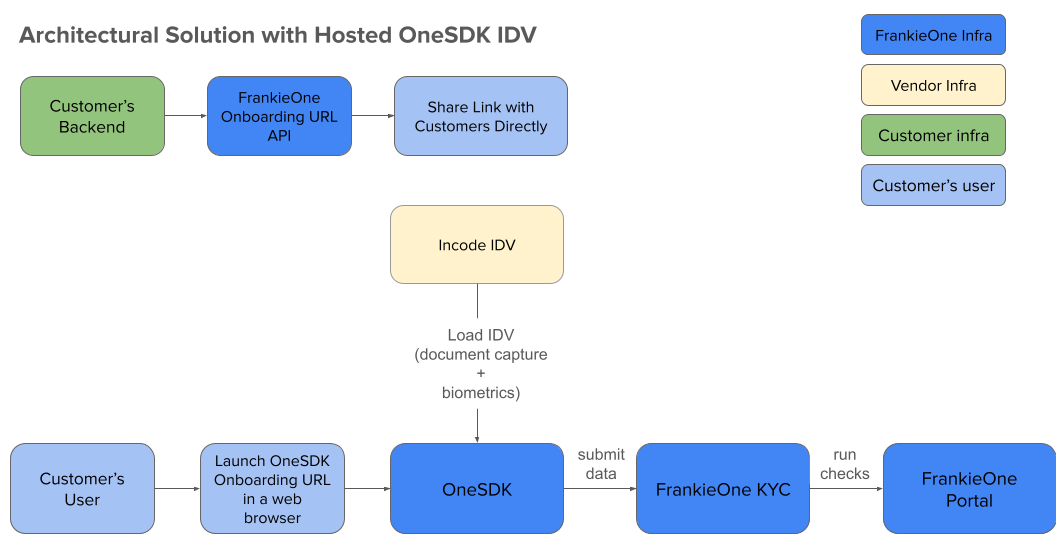 Architectural Solution with Hosted OneSDK IDV
FrankieOne Infra
Vendor Infra
Customer infra
Customer's user
Customer's
Backend
FrankieOne
Onboarding URL
API
Share Link with
Customers Directly
Incode IDV
Load IDV
(document capture
+
biometrics)
Customer's
User
Launch OneSDK
Onboarding URL
in a web
browser
OneSDK
submit
data
FrankieOne KYC
run
checks
FrankieOne
Portal